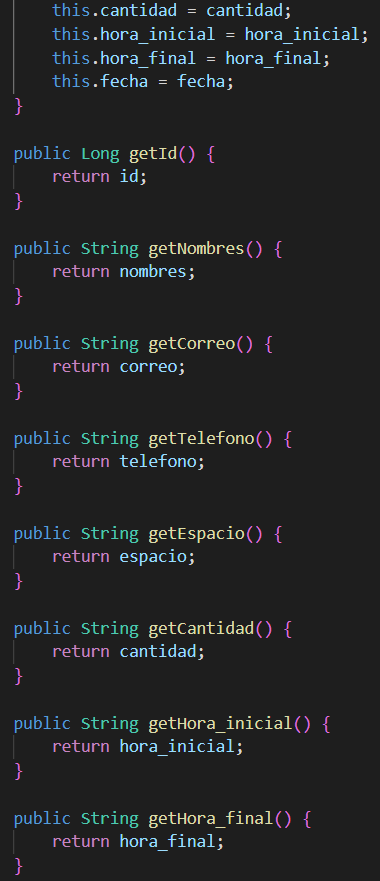 this.cantidad = cantidad;
    this.hora_inicial = hora_inicial;
    this.hora_final = hora_final;
    this.fecha = fecha;
}

public Long getId() {
    return id;
}

public String getNombres() {
    return nombres;
}

public String getCorreo() {
    return correo;
}

public String getTelefono() {
    return telefono;
}

public String getEspacio() {
    return espacio;
}

public String getCantidad() {
    return cantidad;
}

public String getHora_inicial() {
    return hora_inicial;
}

public String getHora_final() {
    return hora_final;
}